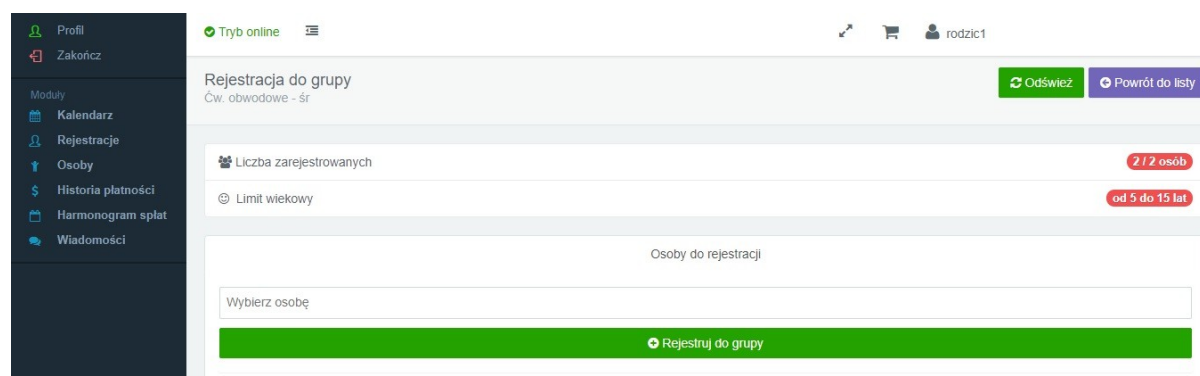 Profil
Zakończ
Moduły
Kalendarz
Rejestracje
Osoby
Historia płatności
Harmonogram spłat
Wiadomości
Tryb online
rodzic1
Rejestracja do grupy
Ćw. obwodowe - śr
Odśwież
Powrót do listy
Liczba zarejestrowanych
2 / 2 osób
Limit wiekowy
od 5 do 15 lat
Osoby do rejestracji
Wybierz osobę
Rejestruj do grupy